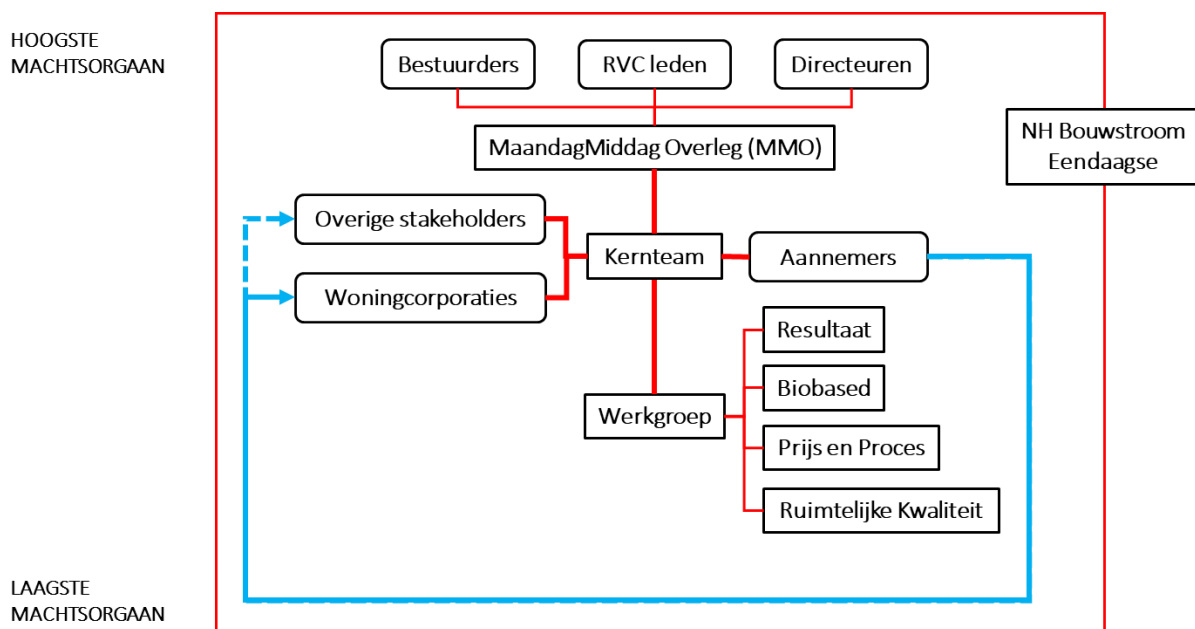 HOOGSTE
MACHTSORGAAN
Bestuurders
RVC leden
Directeuren
NH Bouwstroom
Eendaagse
MaandagMiddag Overleg (MMO)
Overige stakeholders
Kernteam
Aannemers
Woningcorporaties
Resultaat
Biobased
Werkgroep
Prijs en Proces
Ruimtelijke Kwaliteit
LAAGSTE
MACHTSORGAAN